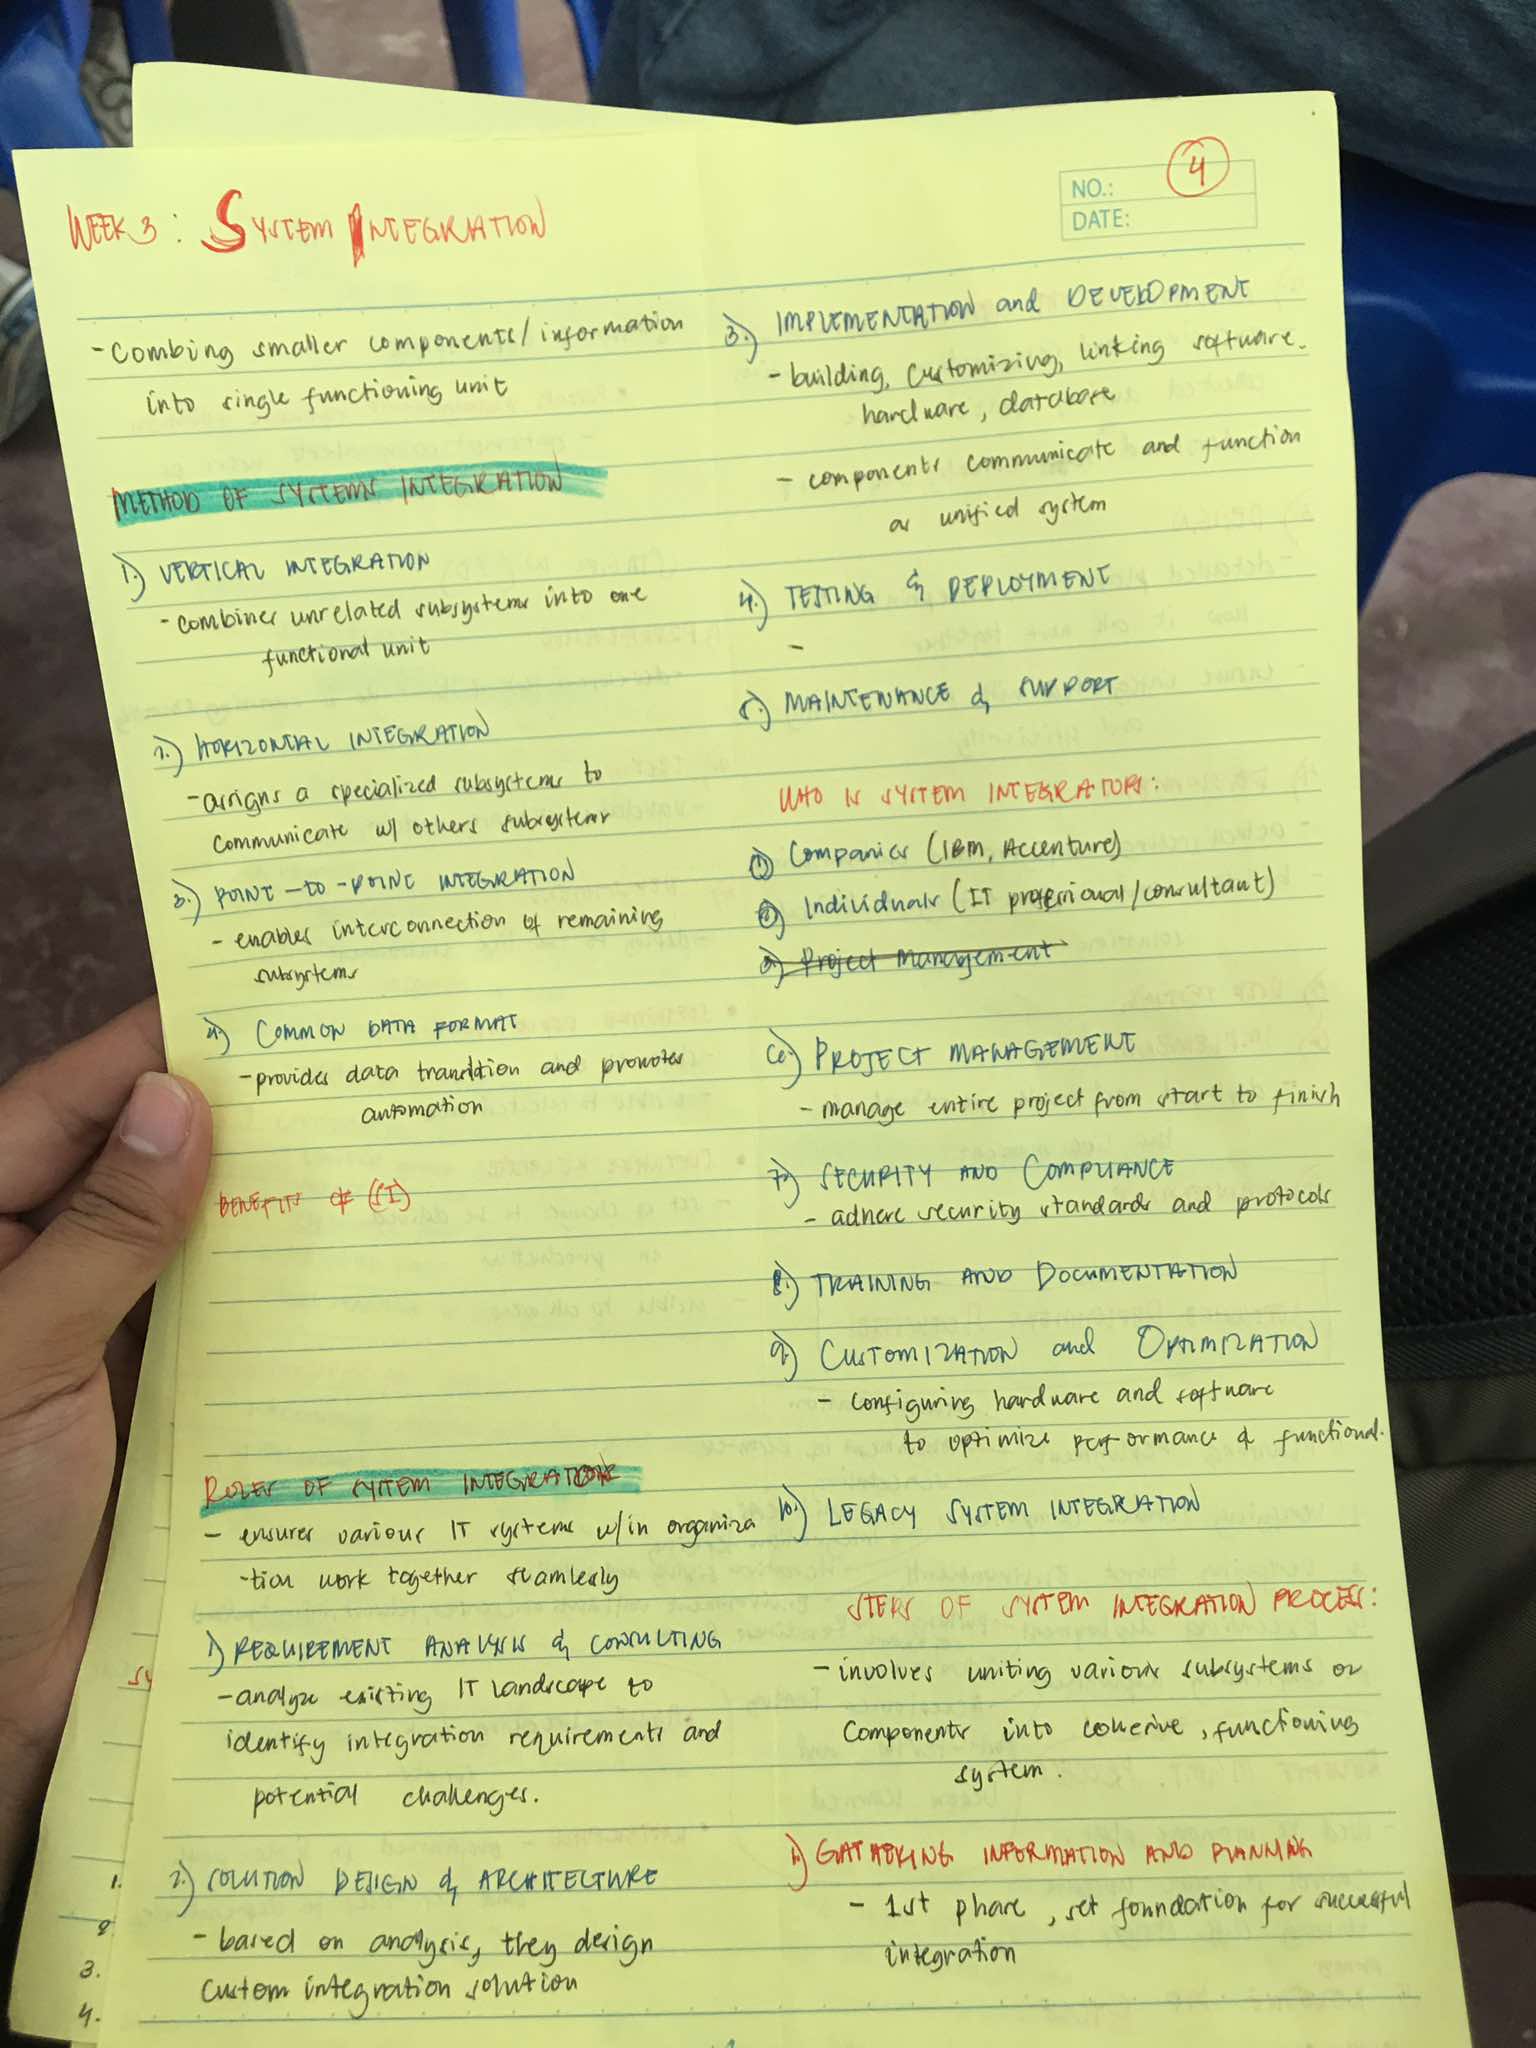 WEEK 3 : SYSTEM INTEGRATION
NO.: 4
DATE:
- Combing smaller components/information
into single functioning unit
METHOD OF SYSTEMS INTEGRATION
1.) VERTICAL INTEGRATION
- combines unrelated subsystems into one
functional unit
2.) HORIZONTAL INTEGRATION
- assigns a specialized subsystems to
communicate w/ others subsystems
3.) POINT-TO-POINT INTEGRATION
- enables interconnection of remaining
subsystems
4.) COMMON DATA FORMAT
- provides data and promotes
automation
BENEFITS OF (SI)
ROLES OF SYSTEM INTEGRATORS
- ensures various IT systems w/in organiza
-tion work together seamlessly
1.) REQUIREMENT ANALYSIS & CONSULTING
- analyze existing IT landscape to
identify integration requirements and
potential challenges.
2.) SOLUTION DESIGN & ARCHITECTURE
- based on analysis, they design
custom integration solution
3.) IMPLEMENTATION and DEVELOPMENT
- building, customizing, linking software,
hardware, database
- components communicate and function
as unified system
4.) TESTING & DEPLOYMENT
-
5.) MAINTENANCE & SUPPORT
WHO IS SYSTEM INTEGRATORS:
1) Companies (IBM, Accenture)
2) Individuals (IT professional/consultant)
3) Project Management
6.) PROJECT MANAGEMENT
- manage entire project from start to finish
7.) SECURITY AND COMPLIANCE
- adhere security standards and protocols
8.) TRAINING AND DOCUMENTATION
9.) CUSTOMIZATION and OPTIMIZATION
- configuring hardware and software
to optimize performance & functional.
10.) LEGACY SYSTEM INTEGRATION
STEPS OF SYSTEM INTEGRATION PROCESS:
- involves uniting various subsystems or
components into cohesive, functioning
system.
1.) GATHERING INFORMATION AND PLANNING
- 1st phase, set foundation for successful
integration
sy
1.
2
3.
4.